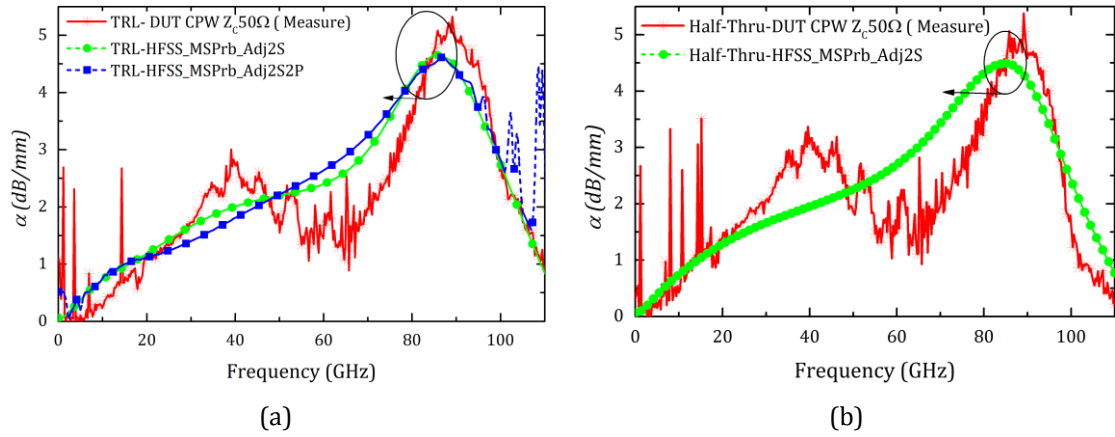 TRL- DUT CPW Z_C50Ω ( Measure)
TRL-HFSS_MSPrb_Adj2S
TRL-HFSS_MSPrb_Adj2S2P
α (dB/mm)
5
4
3
2
1
0
0 20 40 60 80 100
Frequency (GHz)
(a)
Half-Thru-DUT CPW Z_C50Ω ( Measure)
Half-Thru-HFSS_MSPrb_Adj2S
α (dB/mm)
5
4
3
2
1
0
0 20 40 60 80 100
Frequency (GHz)
(b)